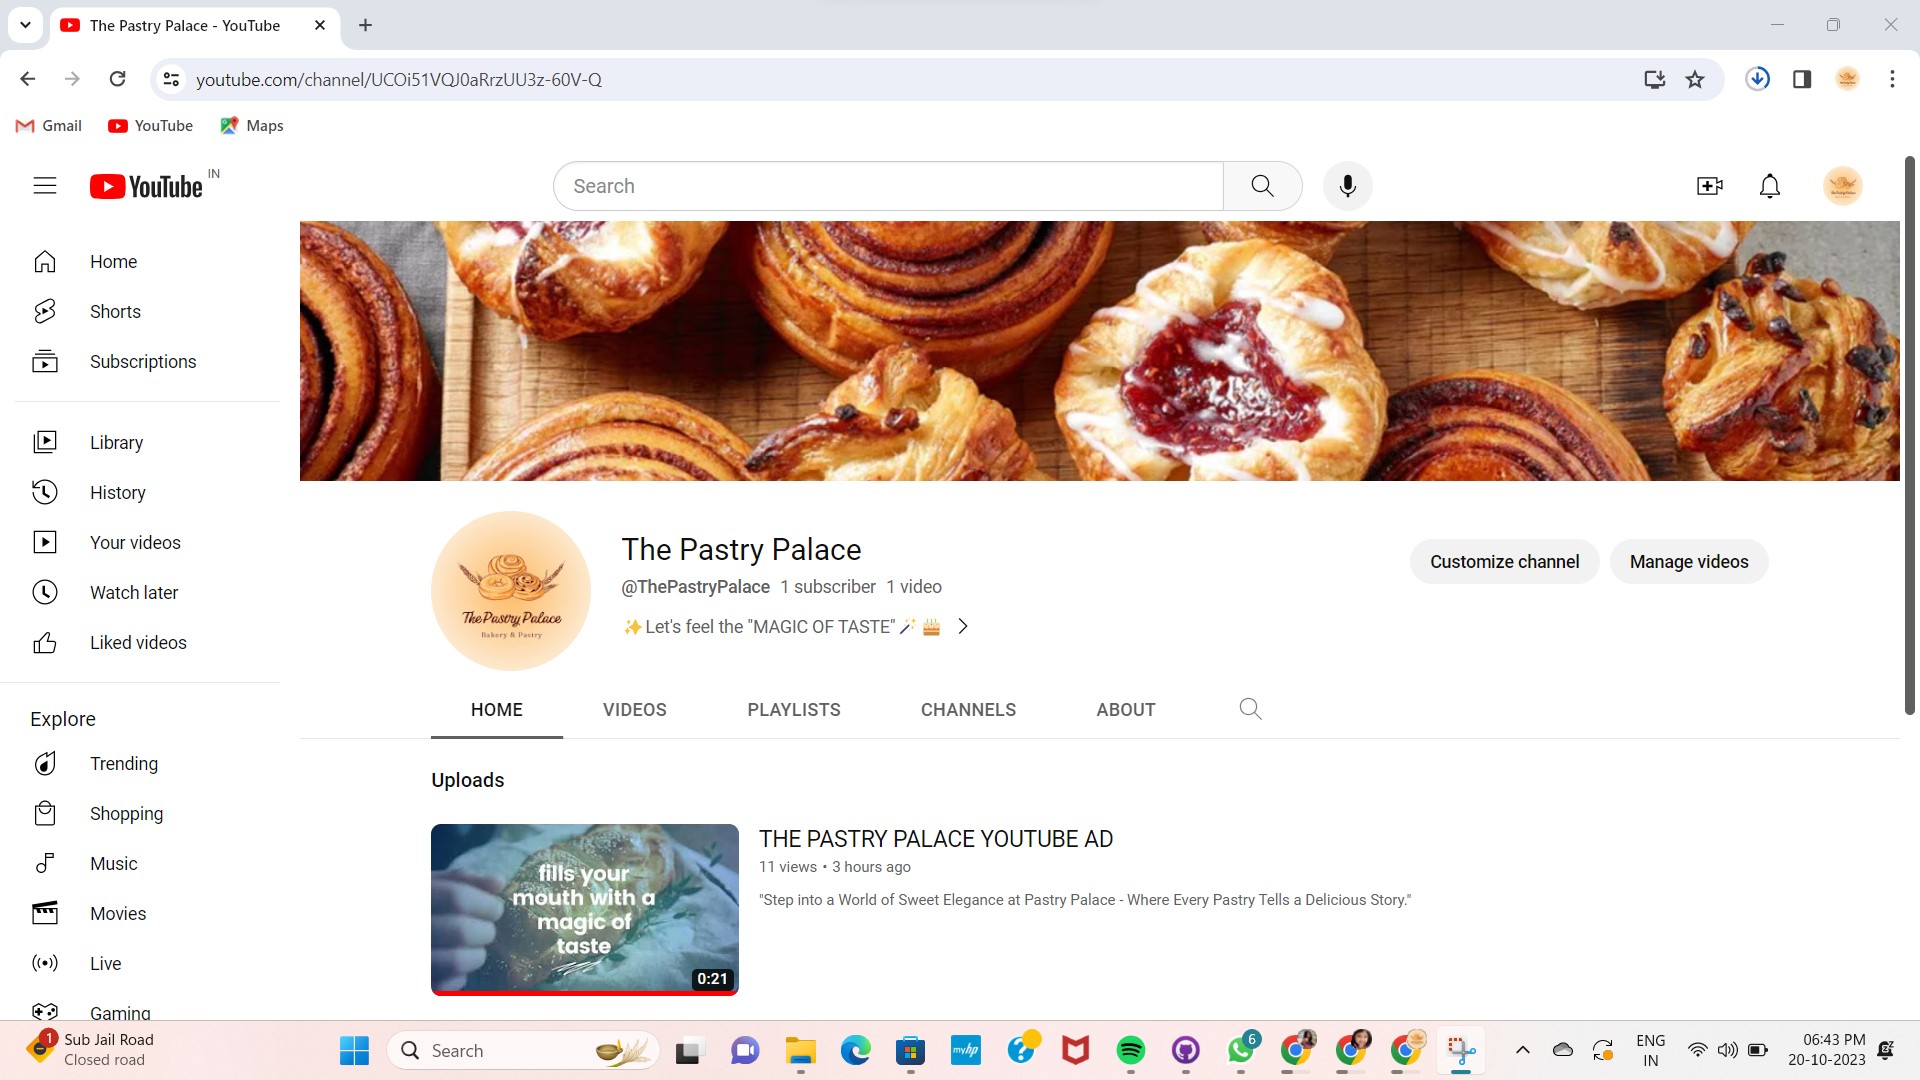 The Pastry Palace - YouTube
youtube.com/channel/UCOi51VQJ0aRrzUU3z-60V-Q
Gmail
YouTube
Maps
YouTube IN
Search
Home
Shorts
Subscriptions
Library
History
Your videos
Watch later
Liked videos
Explore
Trending
Shopping
Music
Movies
Live
Gaming
The Pastry Palace
Bakery & Pastry
The Pastry Palace
@ThePastryPalace 1 subscriber 1 video
✨Let's feel the "MAGIC OF TASTE"🪄🎂
Customize channel
Manage videos
HOME
VIDEOS
PLAYLISTS
CHANNELS
ABOUT
Uploads
fills your
mouth with a
magic of
taste
0:21
THE PASTRY PALACE YOUTUBE AD
11 views • 3 hours ago
"Step into a World of Sweet Elegance at Pastry Palace - Where Every Pastry Tells a Delicious Story."
1
Sub Jail Road
Closed road
Search
myhp
6
ENG
IN
06:43 PM
20-10-2023